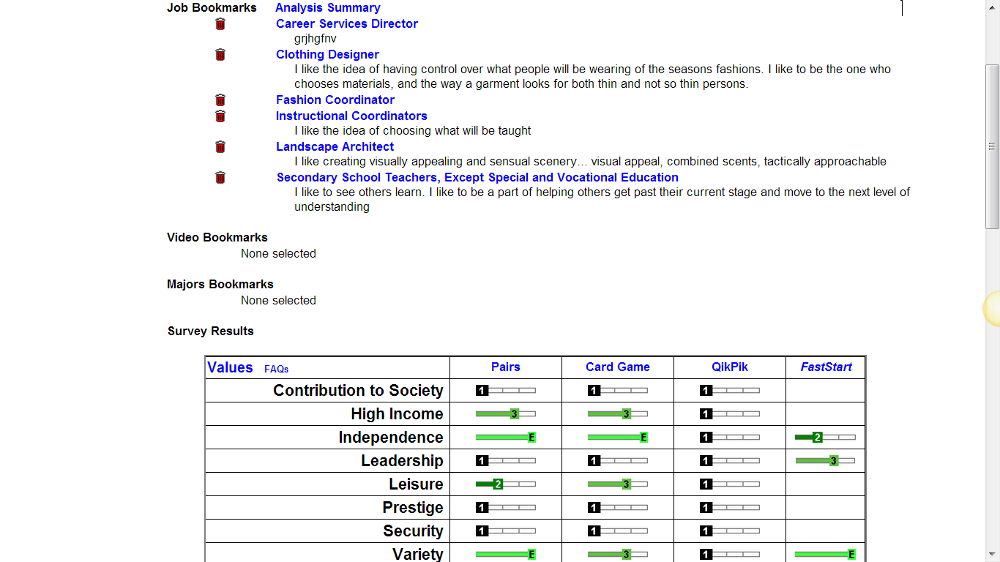 Job Bookmarks Analysis Summary
Career Services Director
grjhgfnv
Clothing Designer
I like the idea of having control over what people will be wearing of the seasons fashions. I like to be the one who
chooses materials, and the way a garment looks for both thin and not so thin persons.
Fashion Coordinator
Instructional Coordinators
I like the idea of choosing what will be taught
Landscape Architect
I like creating visually appealing and sensual scenery... visual appeal, combined scents, tactically approachable
Secondary School Teachers, Except Special and Vocational Education
I like to see others learn. I like to be a part of helping others get past their current stage and move to the next level of
understanding
Video Bookmarks
None selected
Majors Bookmarks
None selected
Survey Results
Values FAQs Pairs Card Game QikPik FastStart
Contribution to Society 1 1 1
High Income 3 3 1
Independence E E 1 2
Leadership 1 1 1 3
Leisure 2 3 1
Prestige 1 1 1
Security 1 1 1
Variety E 3 1 E